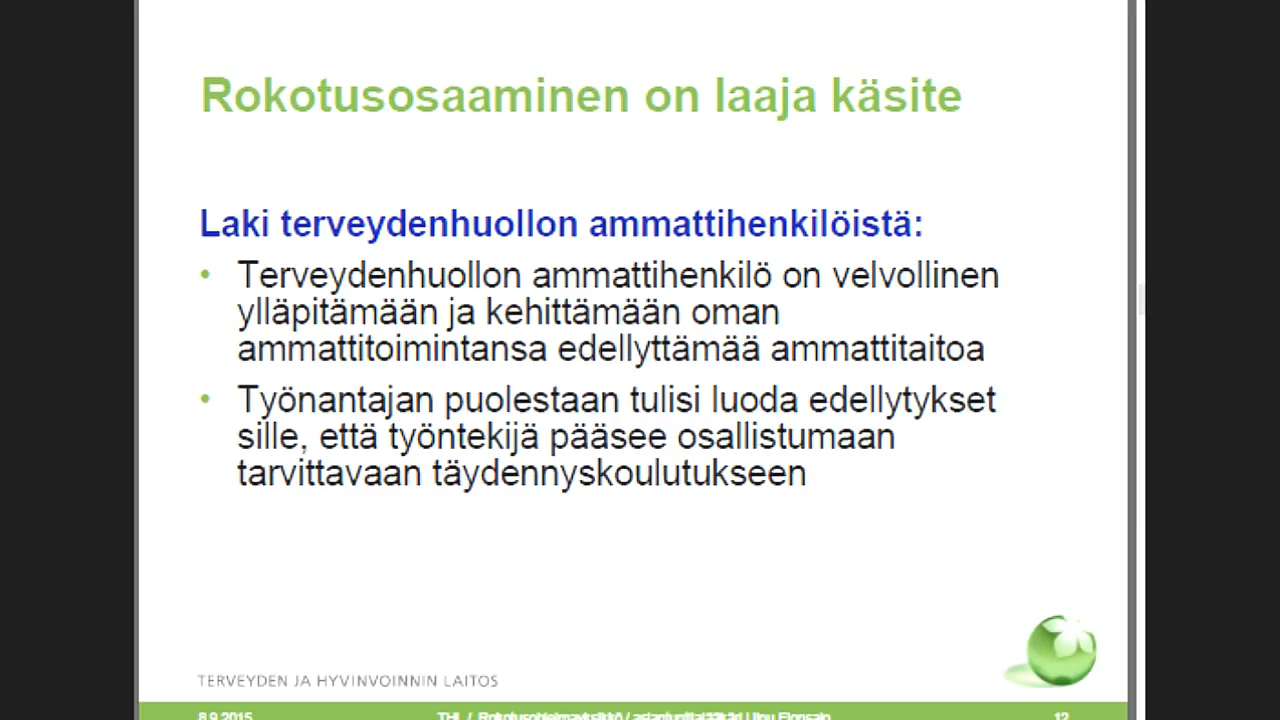 Rokotusosaaminen on laaja käsite
Laki terveydenhuollon ammattihenkilöistä:
• Terveydenhuollon ammattihenkilö on velvollinen
ylläpitämään ja kehittämään oman
ammattitoimintansa edellyttämää ammattitaitoa
• Työnantajan puolestaan tulisi luoda edellytykset
sille, että työntekijä pääsee osallistumaan
tarvittavaan täydennyskoulutukseen
TERVEYDEN JA HYVINVOINNIN LAITOS
8.9.2015 THL / 12